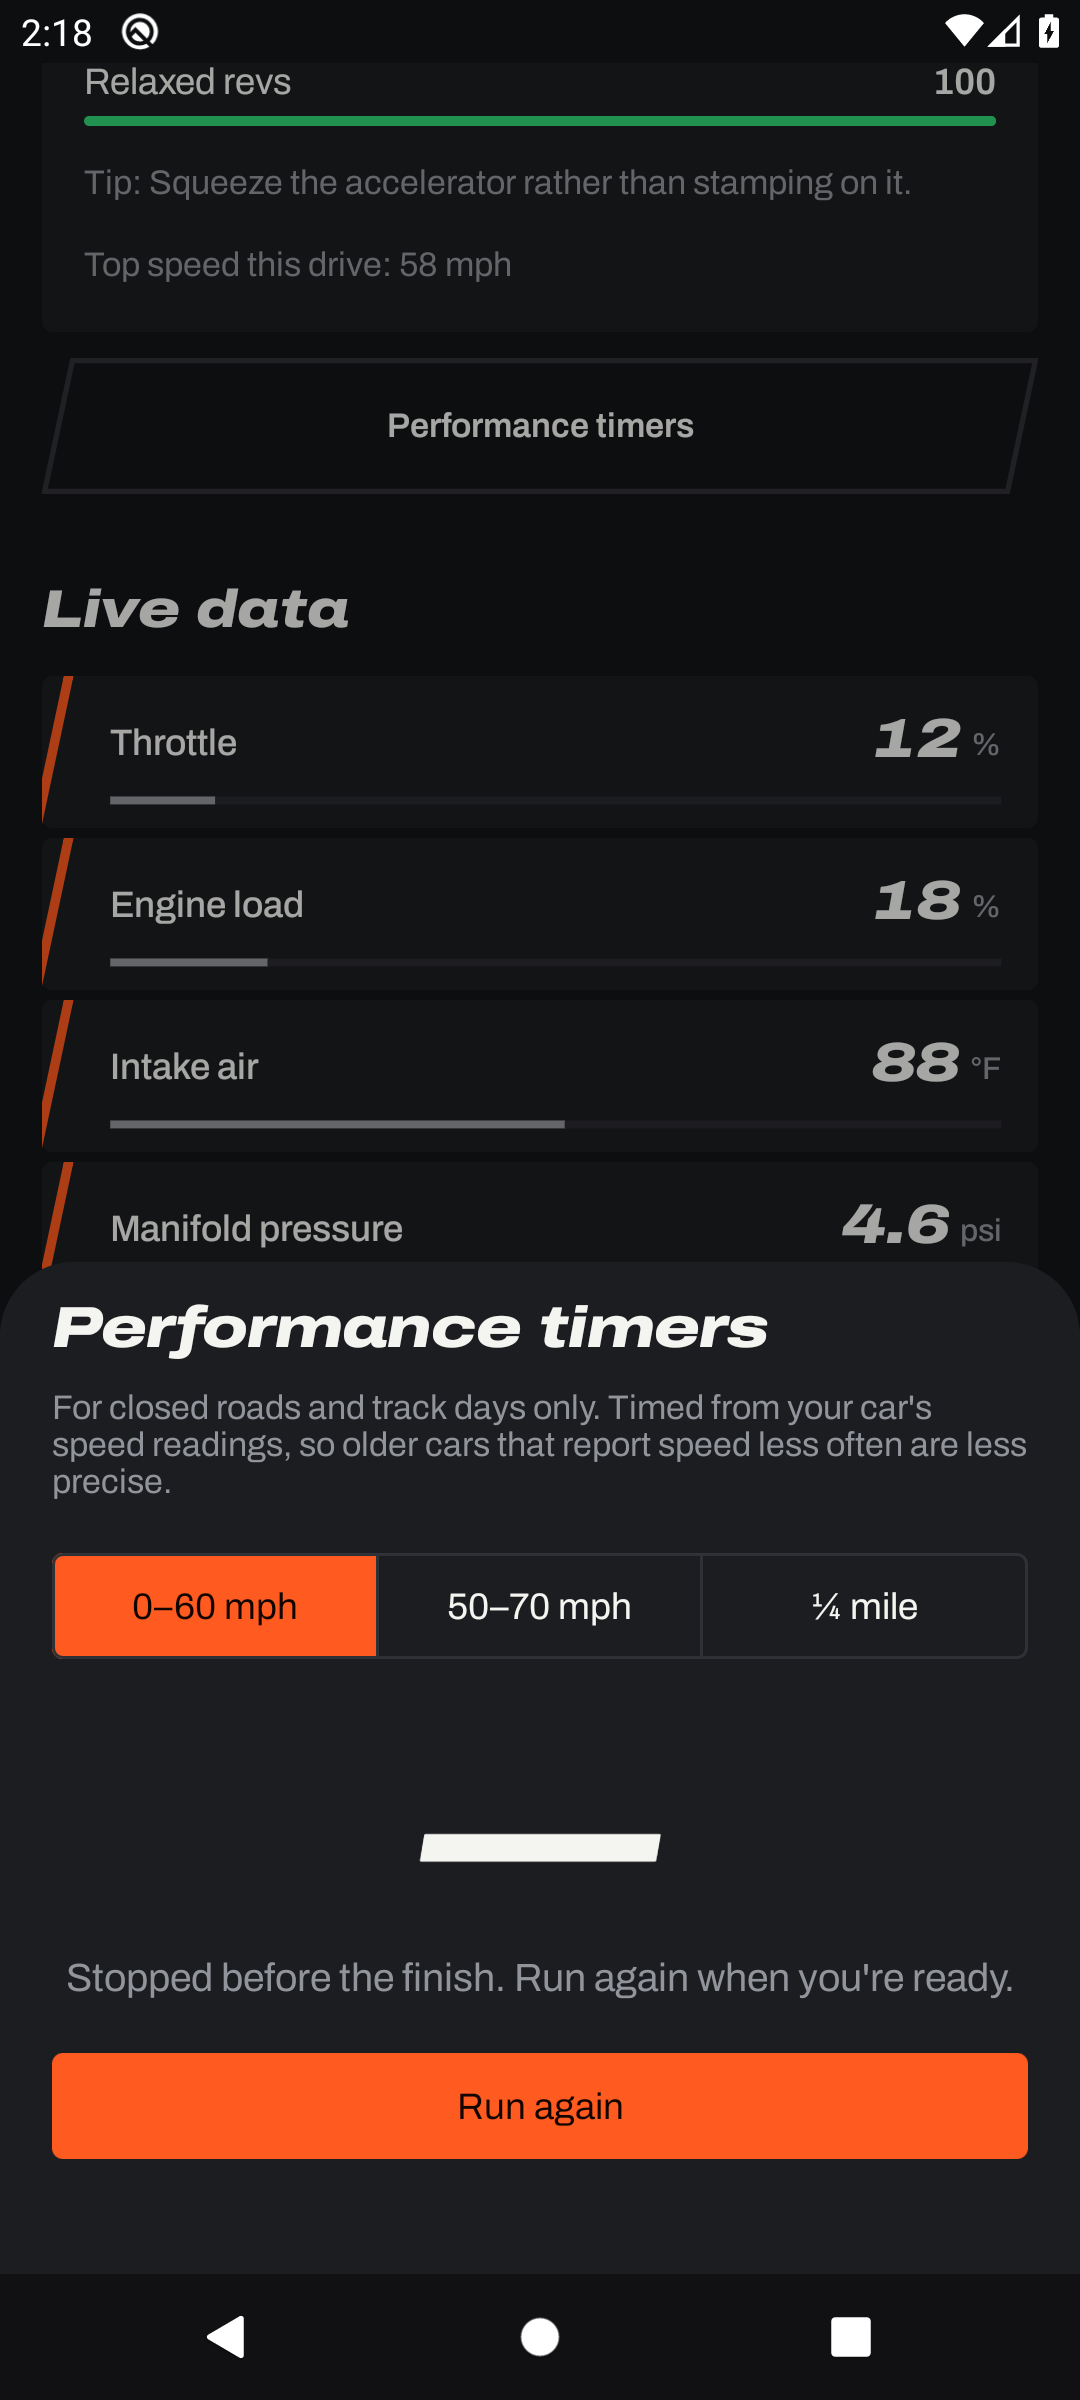 2:18
Relaxed revs 100
Tip: Squeeze the accelerator rather than stamping on it.
Top speed this drive: 58 mph
Performance timers
Live data
Throttle 12 %
Engine load 18 %
Intake air 88 °F
Manifold pressure 4.6 psi
Performance timers
For closed roads and track days only. Timed from your car's
speed readings, so older cars that report speed less often are less
precise.
0–60 mph 50–70 mph ¼ mile
Stopped before the finish. Run again when you're ready.
Run again